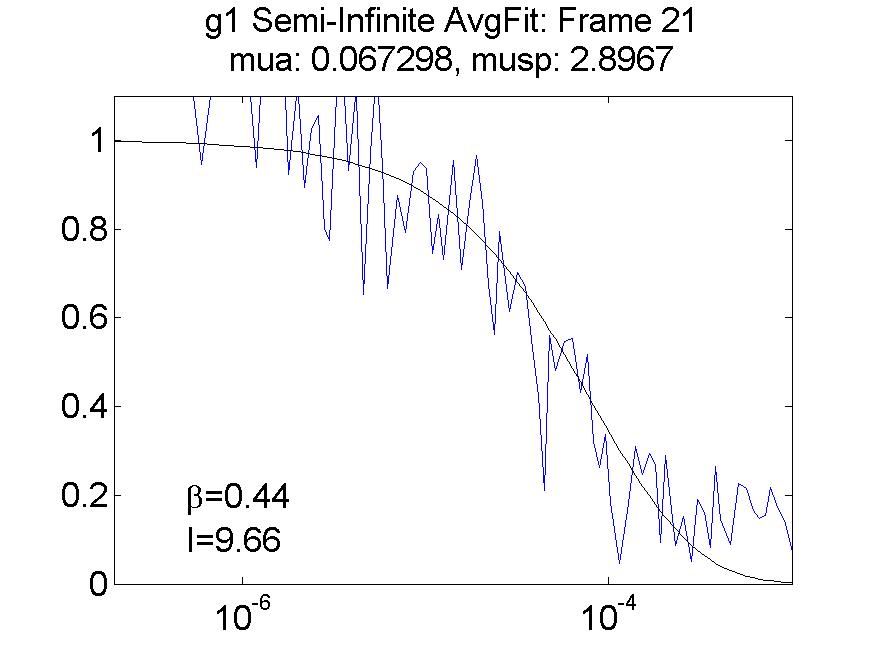 g1 Semi-Infinite AvgFit: Frame 21
mua: 0.067298, musp: 2.8967
1
0.8
0.6
0.4
0.2
0
β=0.44
I=9.66
10^-6
10^-4